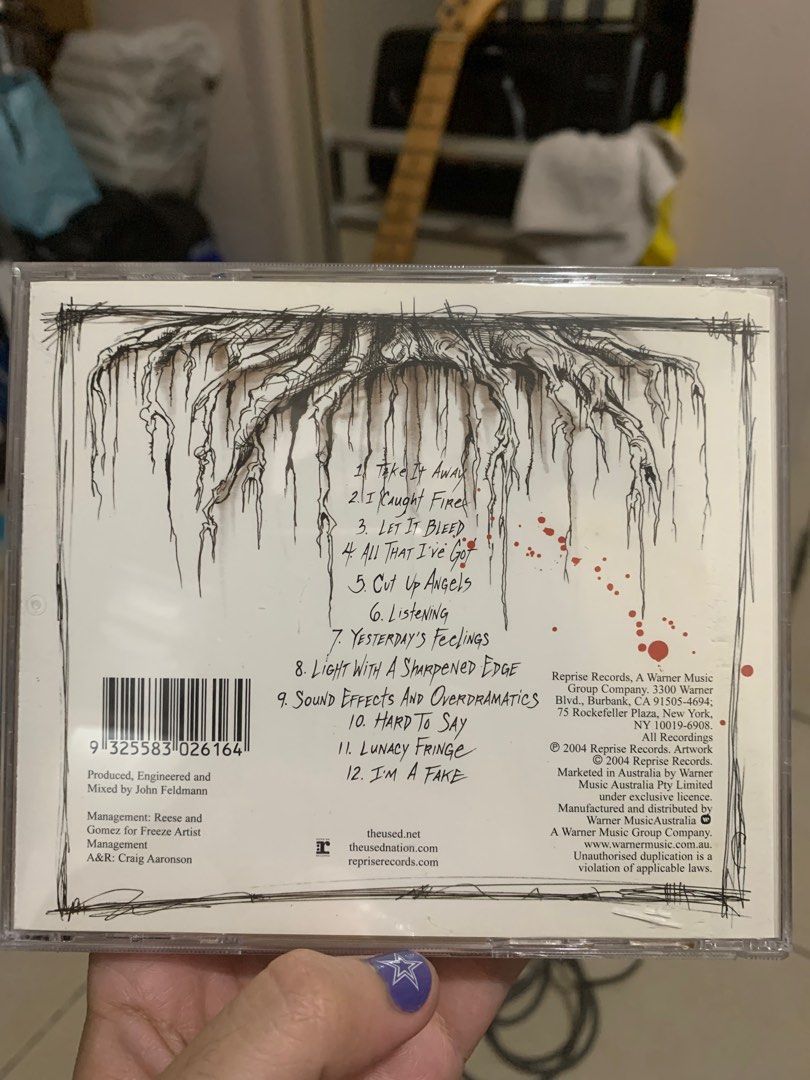 1. Take It Away
2. I Caught Fire
3. Let It Bleed
4. All That I've Got
5. Cut Up Angels
6. Listening
7. Yesterday's Feelings
8. Light With A Sharpened Edge
9. Sound Effects And Overdramatics
10. Hard To Say
11. Lunacy Fringe
12. I'm A Fake
9 325583 026164
Produced, Engineered and
Mixed by John Feldmann
Management: Reese and
Gomez for Freeze Artist
Management
A&R: Craig Aaronson
theused.net
theusednation.com
repriserecords.com
Reprise Records, A Warner Music
Group Company. 3300 Warner
Blvd., Burbank, CA 91505-4694;
75 Rockefeller Plaza, New York,
NY 10019-6908.
All Recordings
℗ 2004 Reprise Records. Artwork
© 2004 Reprise Records.
Marketed in Australia by Warner
Music Australia Pty Limited
under exclusive licence.
Manufactured and distributed by
Warner MusicAustralia
A Warner Music Group Company.
www.warnermusic.com.au.
Unauthorised duplication is a
violation of applicable laws.